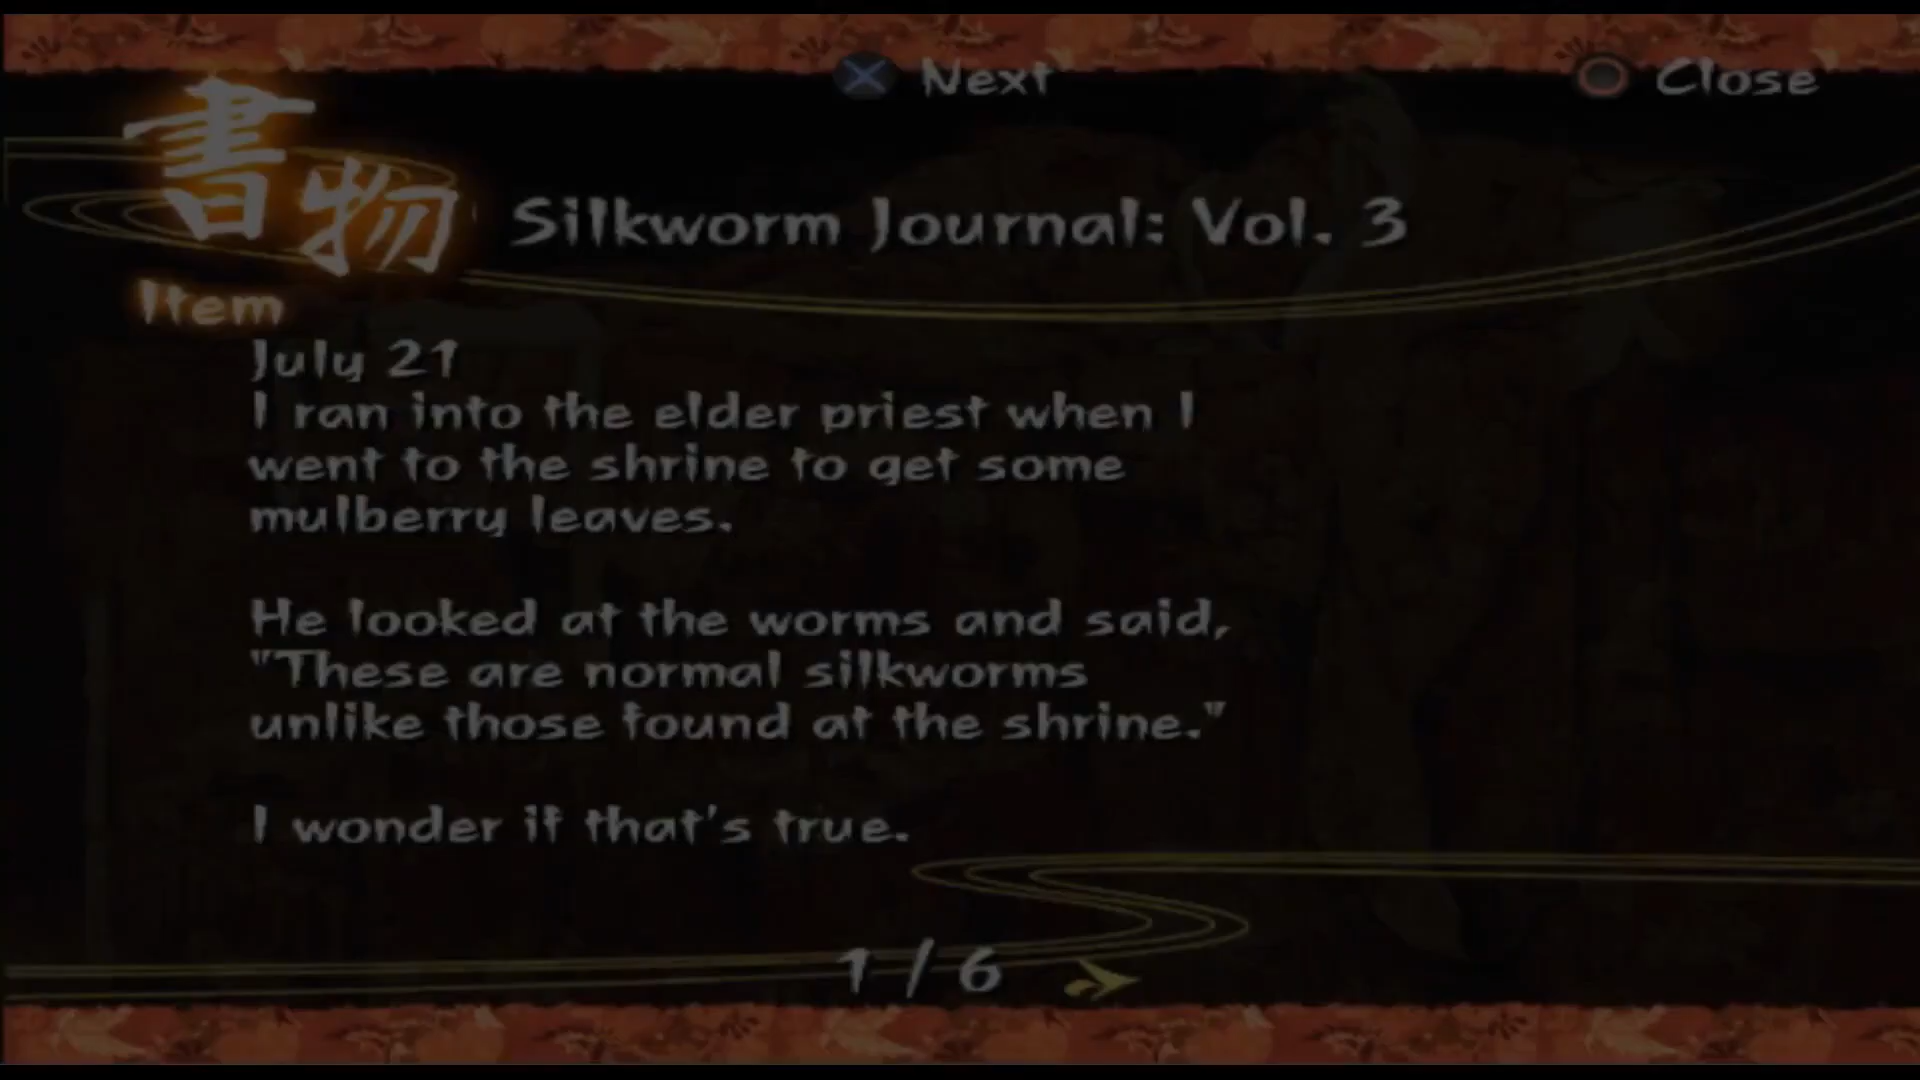 Next
Close
書物
Silkworm Journal: Vol. 3
Item
July 21
I ran into the elder priest when I
went to the shrine to get some
mulberry leaves.
He looked at the worms and said,
"These are normal silkworms
unlike those found at the shrine."
I wonder if that's true.
1 / 6